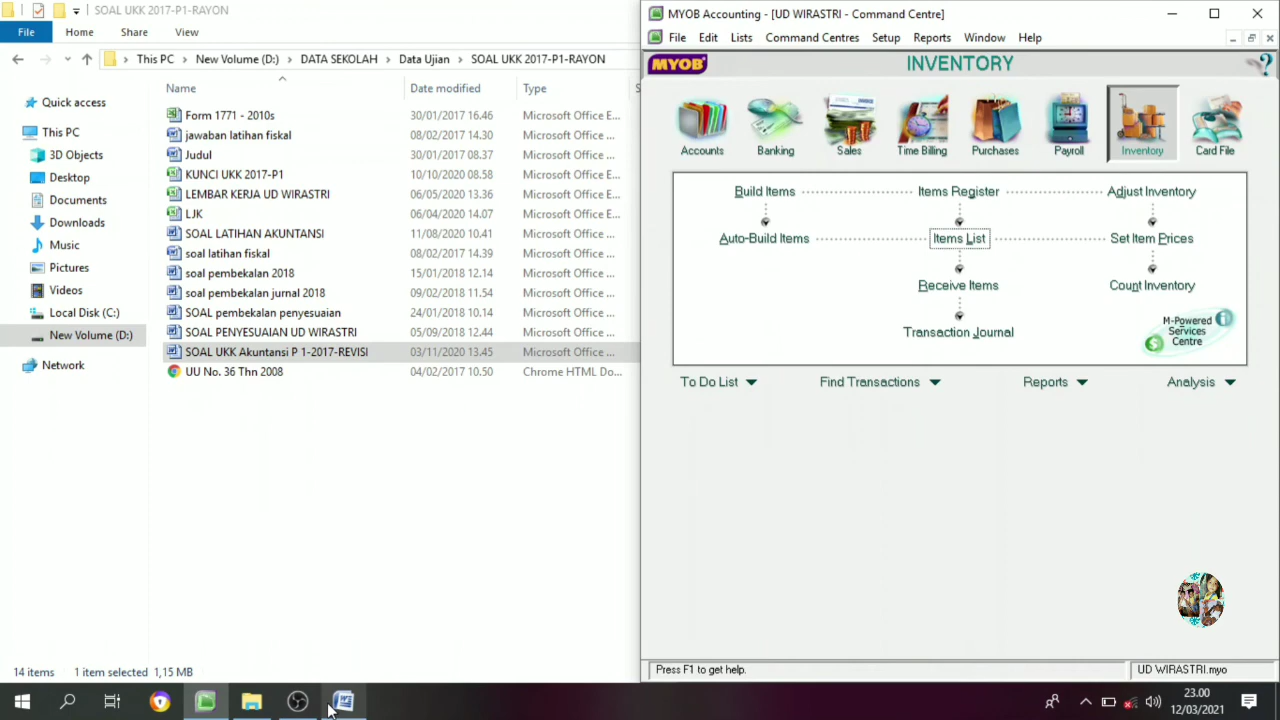 SOAL UKK 2017-P1-RAYON
File Home Share View
This PC New Volume (D:) DATA SEKOLAH Data Ujian SOAL UKK 2017-P1-RAYON
Name Date modified Type S
Quick access
This PC
3D Objects
Desktop
Documents
Downloads
Music
Pictures
Videos
Local Disk (C:)
New Volume (D:)
Network
Form 1771 - 2010s 30/01/2017 16.46 Microsoft Office E...
jawaban latihan fiskal 08/02/2017 14.30 Microsoft Office ...
Judul 30/01/2017 08.37 Microsoft Office ...
KUNCI UKK 2017-P1 10/10/2020 08.58 Microsoft Office E...
LEMBAR KERJA UD WIRASTRI 06/05/2020 13.36 Microsoft Office E...
LJK 06/04/2020 14.07 Microsoft Office E...
SOAL LATIHAN AKUNTANSI 11/08/2020 10.41 Microsoft Office ...
soal latihan fiskal 08/02/2017 14.39 Microsoft Office ...
soal pembekalan 2018 15/01/2018 12.14 Microsoft Office ...
soal pembekalan jurnal 2018 09/02/2018 11.54 Microsoft Office ...
SOAL pembekalan penyesuaian 24/01/2018 10.14 Microsoft Office ...
SOAL PENYESUAIAN UD WIRASTRI 05/09/2018 12.44 Microsoft Office ...
SOAL UKK Akuntansi P 1-2017-REVISI 03/11/2020 13.45 Microsoft Office ...
UU No. 36 Thn 2008 04/02/2017 10.50 Chrome HTML Do...
14 items 1 item selected 1,15 MB
MYOB Accounting - [UD WIRASTRI - Command Centre]
File Edit Lists Command Centres Setup Reports Window Help
MYOB INVENTORY ?
Accounts Banking Sales Time Billing Purchases Payroll Inventory Card File
Build Items Items Register Adjust Inventory
Auto-Build Items Items List Set Item Prices
Receive Items Count Inventory
Transaction Journal
M-Powered
Services
Centre
To Do List Find Transactions Reports Analysis
Press F1 to get help. UD WIRASTRI.myo
23.00
12/03/2021